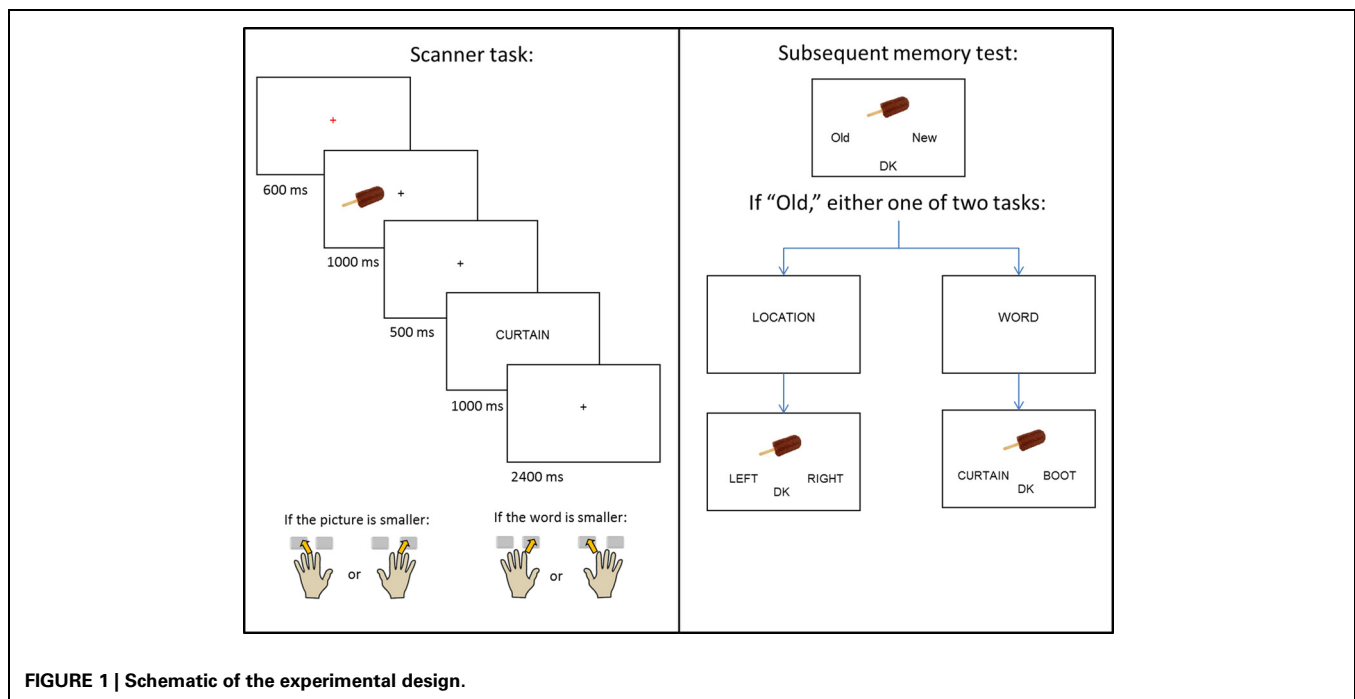 Scanner task:
+
600 ms
+
1000 ms
+
500 ms
CURTAIN
1000 ms
+
2400 ms
If the picture is smaller:
or
If the word is smaller:
or
Subsequent memory test:
Old New
DK
If “Old,” either one of two tasks:
LOCATION WORD
LEFT RIGHT
DK
CURTAIN BOOT
DK
FIGURE 1 | Schematic of the experimental design.